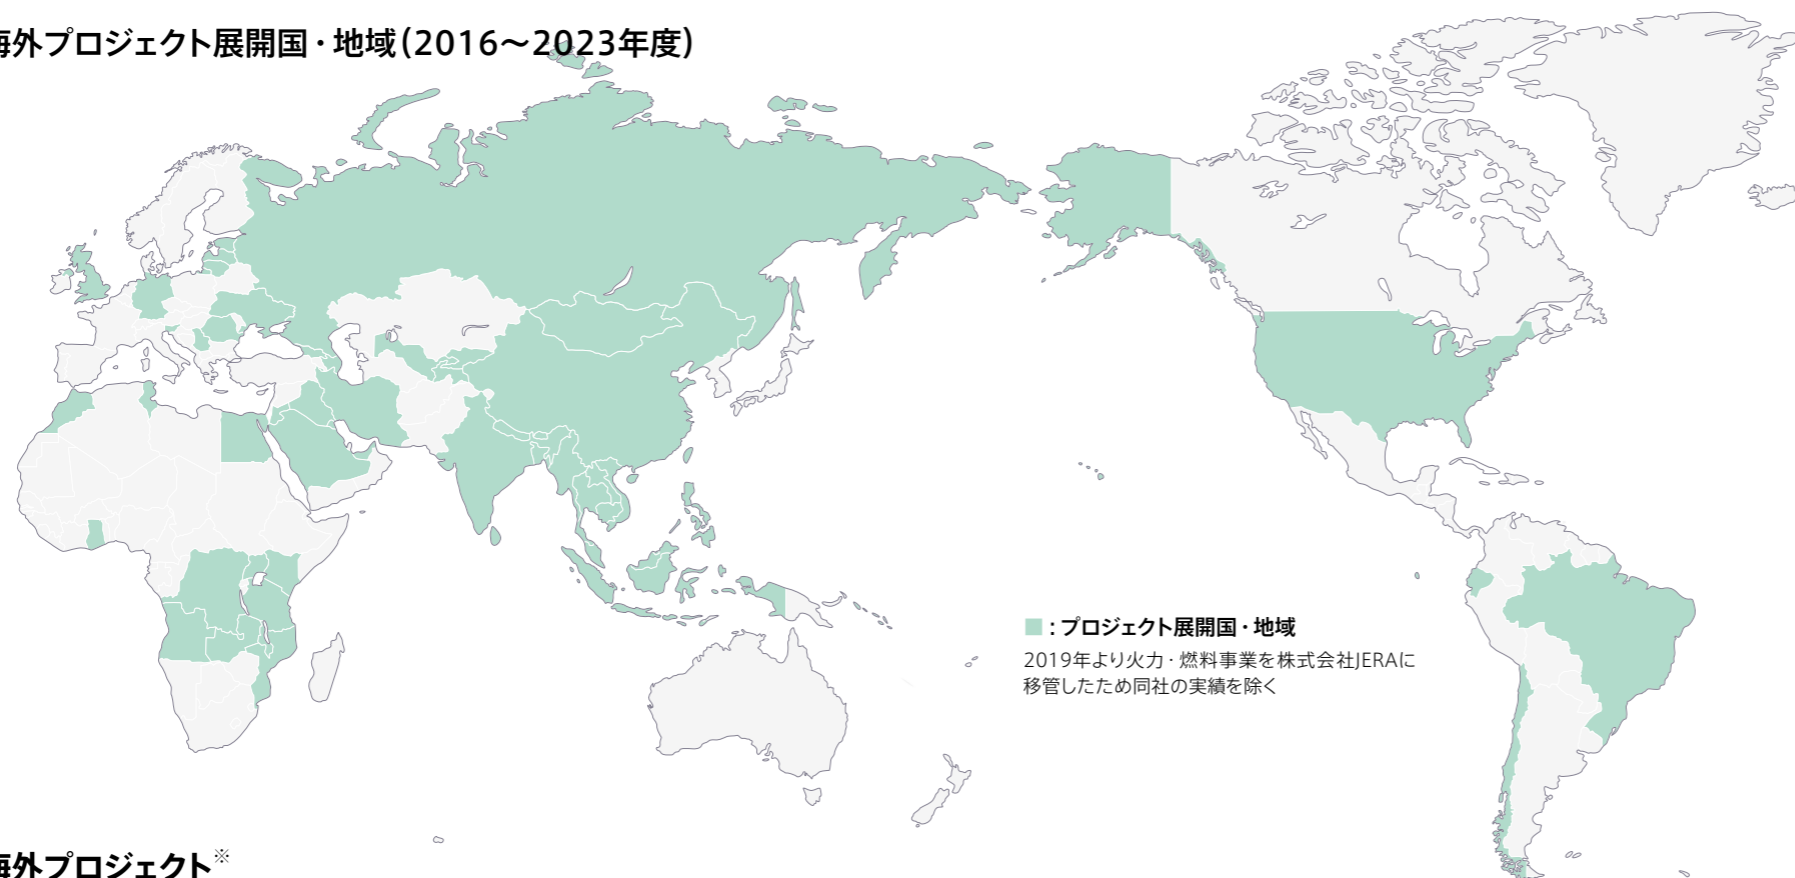 海外プロジェクト展開国・地域(2016～2023年度)
■:プロジェクト展開国・地域
2019年より火力・燃料事業を株式会社JERAに
移管したため同社の実績を除く
海外プロジェクト※